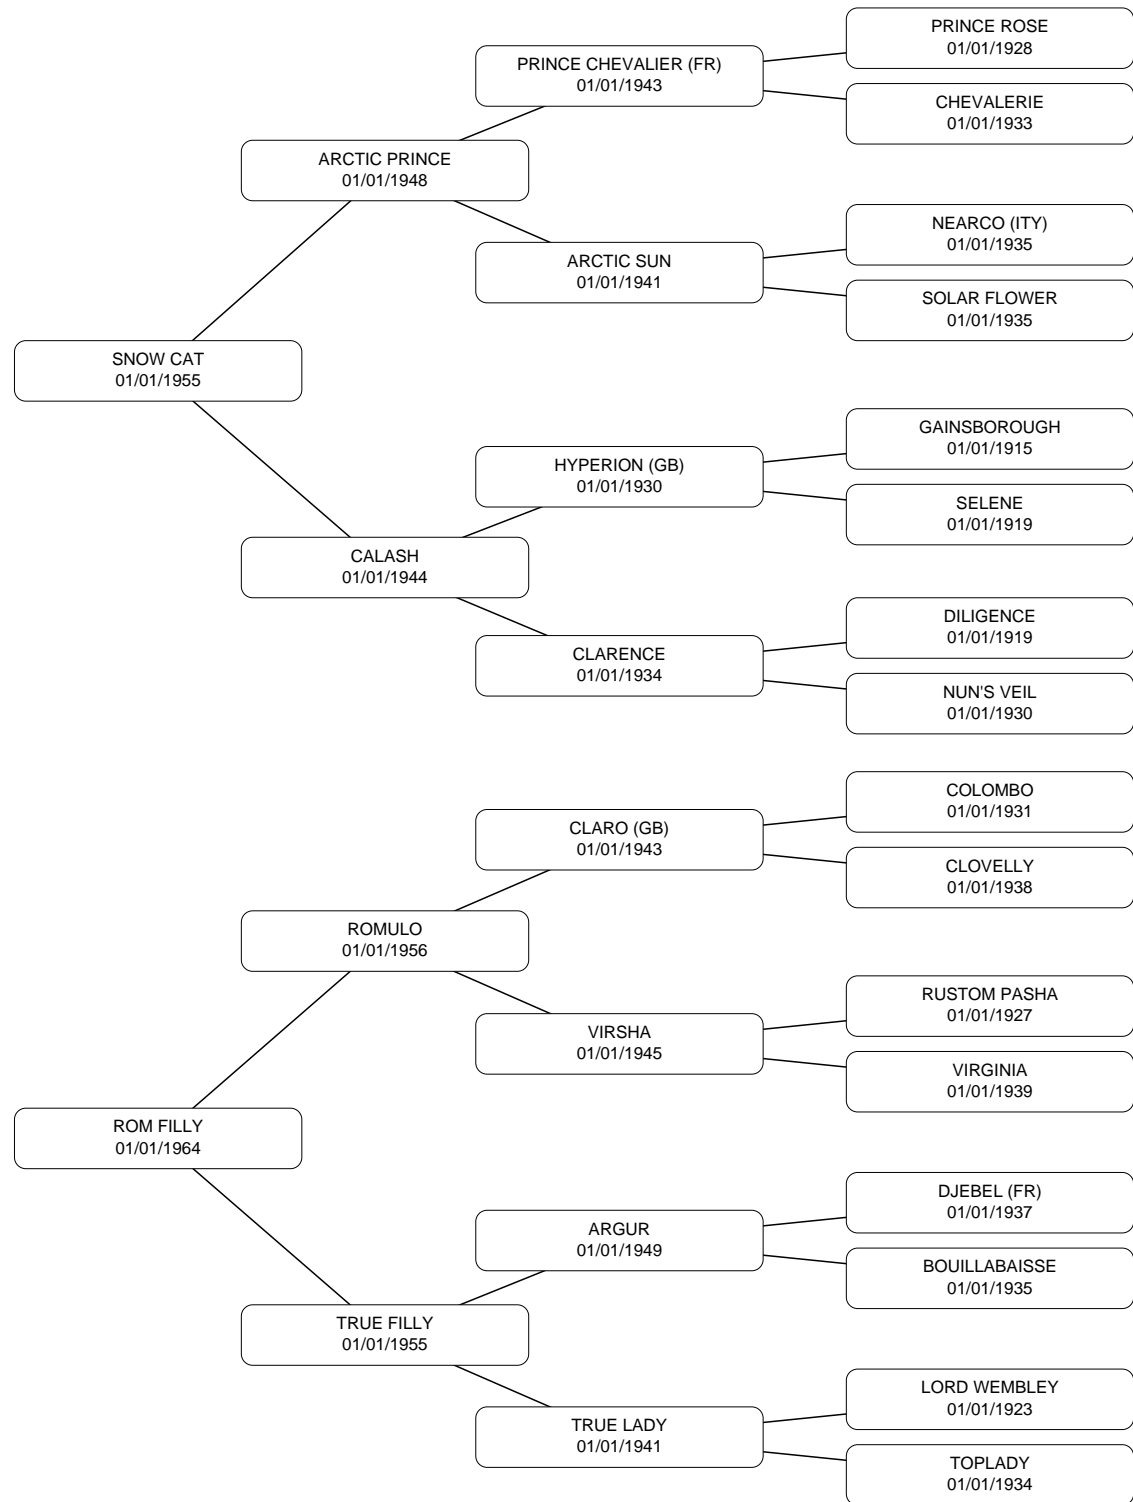 PRINCE ROSE
01/01/1928
PRINCE CHEVALIER (FR)
01/01/1943
CHEVALERIE
01/01/1933
ARCTIC PRINCE
01/01/1948
NEARCO (ITY)
01/01/1935
ARCTIC SUN
01/01/1941
SOLAR FLOWER
01/01/1935
SNOW CAT
01/01/1955
GAINSBOROUGH
01/01/1915
HYPERION (GB)
01/01/1930
SELENE
01/01/1919
CALASH
01/01/1944
DILIGENCE
01/01/1919
CLARENCE
01/01/1934
NUN'S VEIL
01/01/1930
COLOMBO
01/01/1931
CLARO (GB)
01/01/1943
CLOVELLY
01/01/1938
ROMULO
01/01/1956
RUSTOM PASHA
01/01/1927
VIRSHA
01/01/1945
VIRGINIA
01/01/1939
ROM FILLY
01/01/1964
DJEBEL (FR)
01/01/1937
ARGUR
01/01/1949
BOUILLABAISSE
01/01/1935
TRUE FILLY
01/01/1955
LORD WEMBLEY
01/01/1923
TRUE LADY
01/01/1941
TOPLADY
01/01/1934